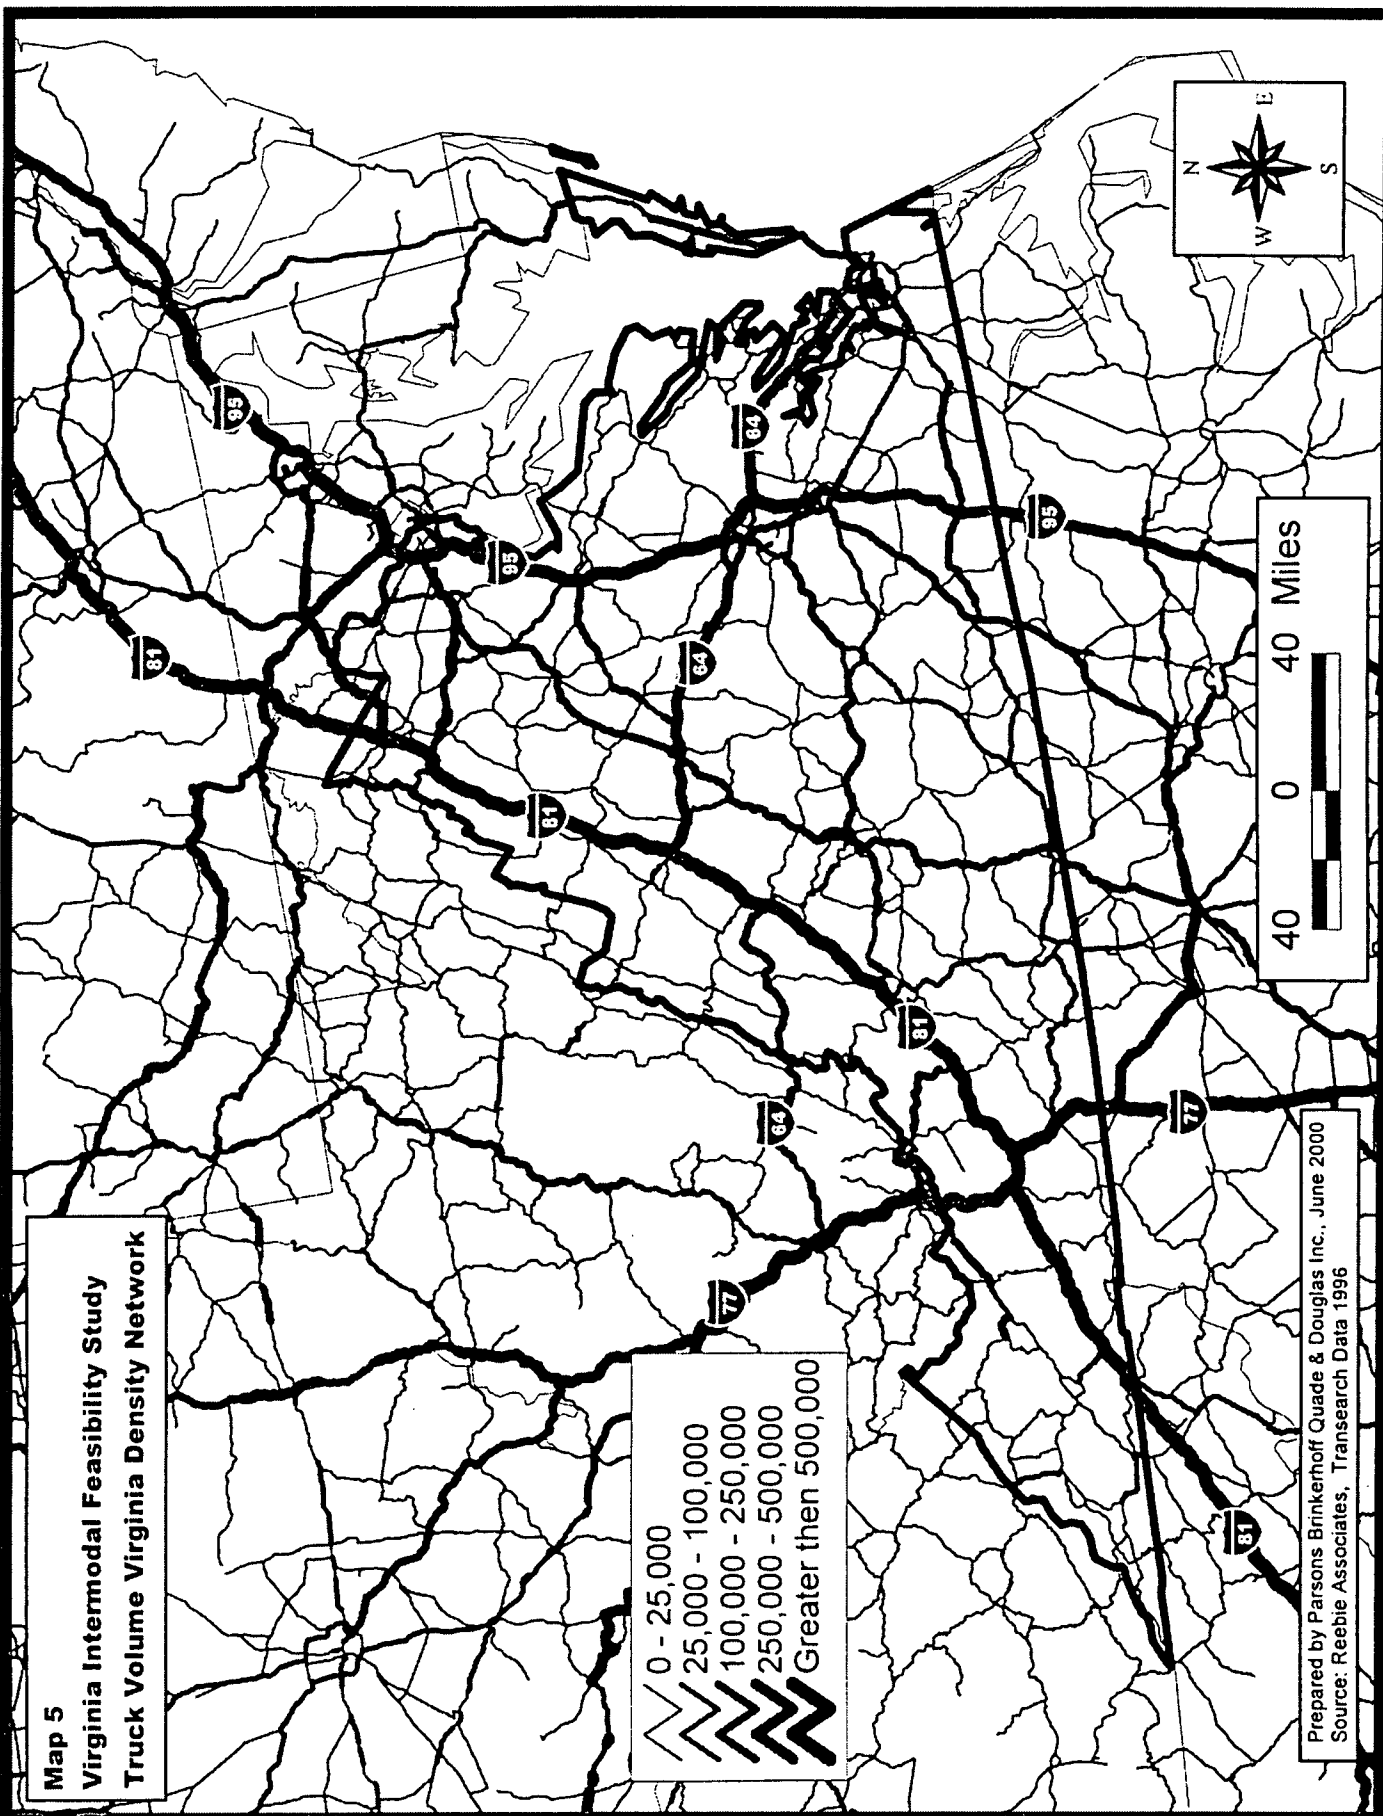 Map 5
Virginia Intermodal Feasibility Study
Truck Volume Virginia Density Network
95
81
95
64
64
81
95
81
64
77
77
81
0 - 25,000
25,000 - 100,000
100,000 - 250,000
250,000 - 500,000
Greater then 500,000
N
W E
S
40 0 40 Miles
Prepared by Parsons Brinkerhoff Quade & Douglas Inc., June 2000
Source: Reebie Associates, Transearch Data 1996